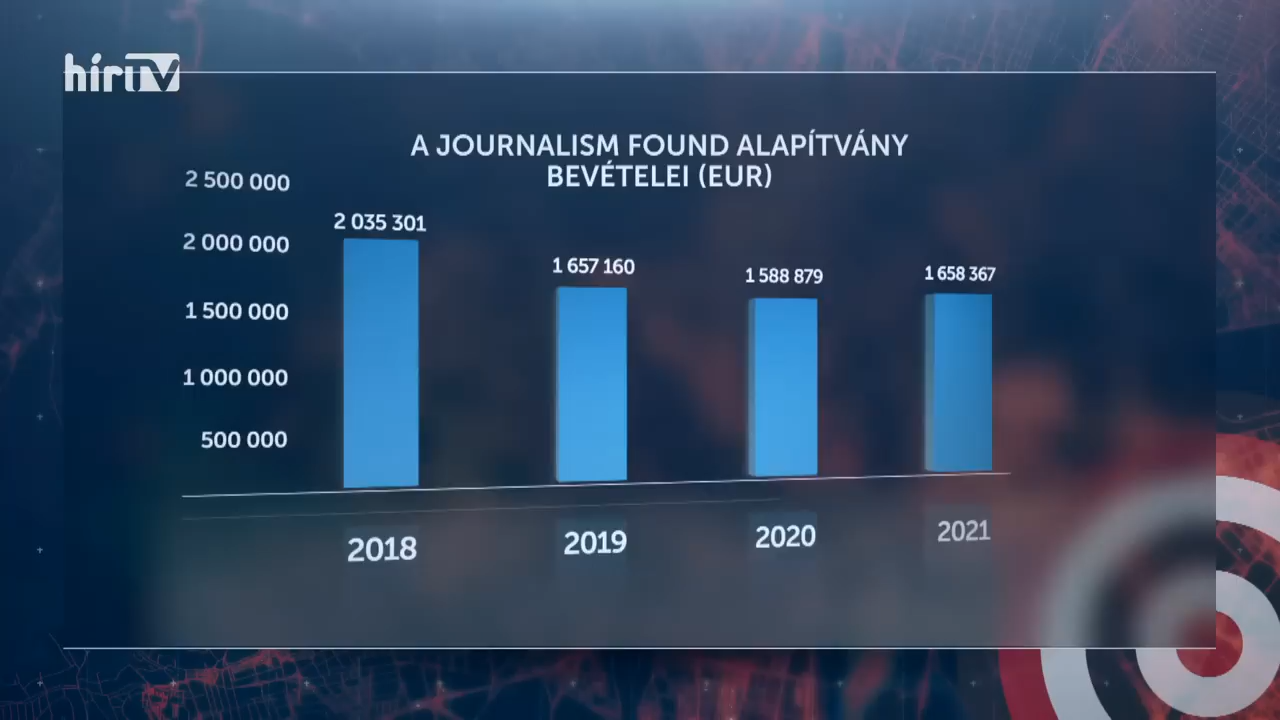 hírTV
A JOURNALISM FOUND ALAPÍTVÁNY
BEVÉTELEI (EUR)
2 500 000
2 000 000
1 500 000
1 000 000
500 000
2 035 301
1 657 160
1 588 879
1 658 367
2018
2019
2020
2021